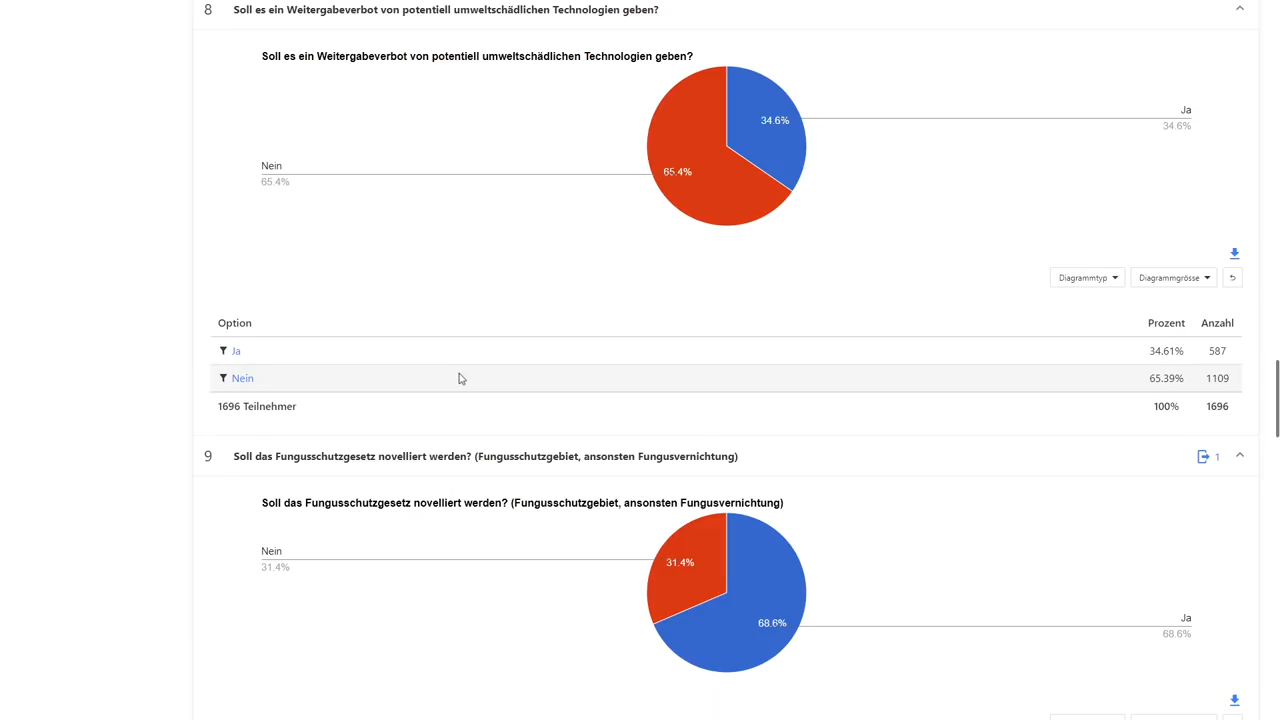 8 Soll es ein Weitergabeverbot von potentiell umweltschädlichen Technologien geben?
Soll es ein Weitergabeverbot von potentiell umweltschädlichen Technologien geben?
Ja
34.6%
34.6%
Nein
65.4%
65.4%
Diagrammtyp Diagrammgrösse
Option Prozent Anzahl
Ja 34.61% 587
Nein 65.39% 1109
1696 Teilnehmer 100% 1696
9 Soll das Fungusschutzgesetz novelliert werden? (Fungusschutzgebiet, ansonsten Fungusvernichtung) 1
Soll das Fungusschutzgesetz novelliert werden? (Fungusschutzgebiet, ansonsten Fungusvernichtung)
Nein
31.4%
31.4%
Ja
68.6%
68.6%